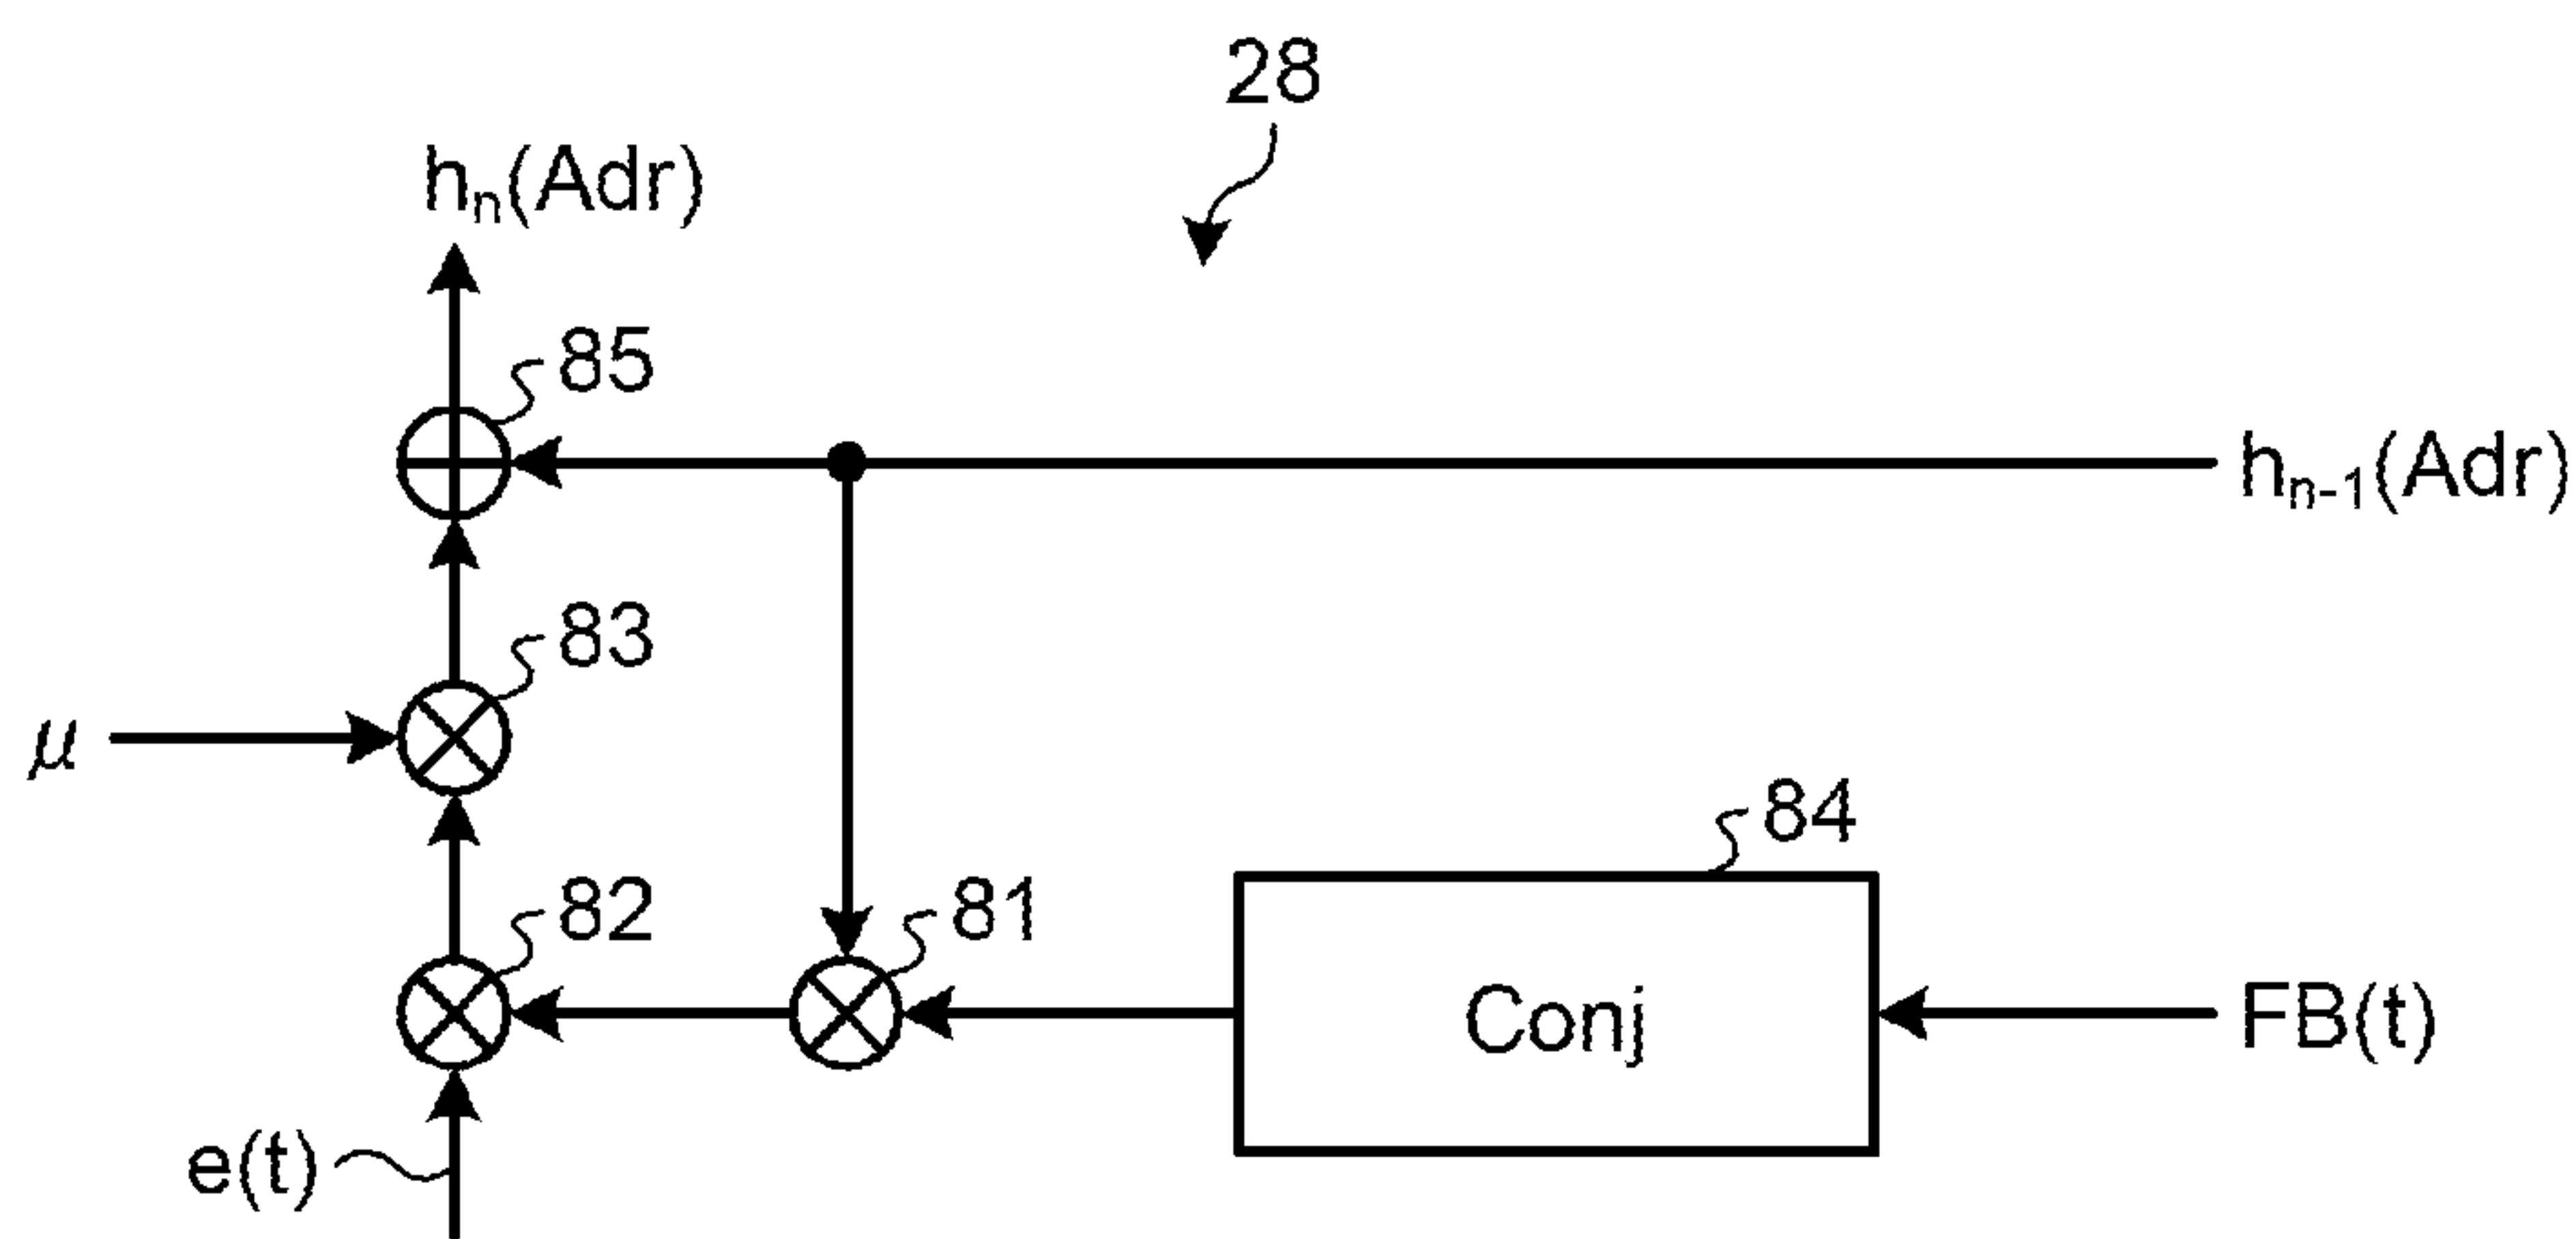 28
hn(Adr)
85
hn-1(Adr)
83
μ
84
82
81
Conj
FB(t)
e(t)